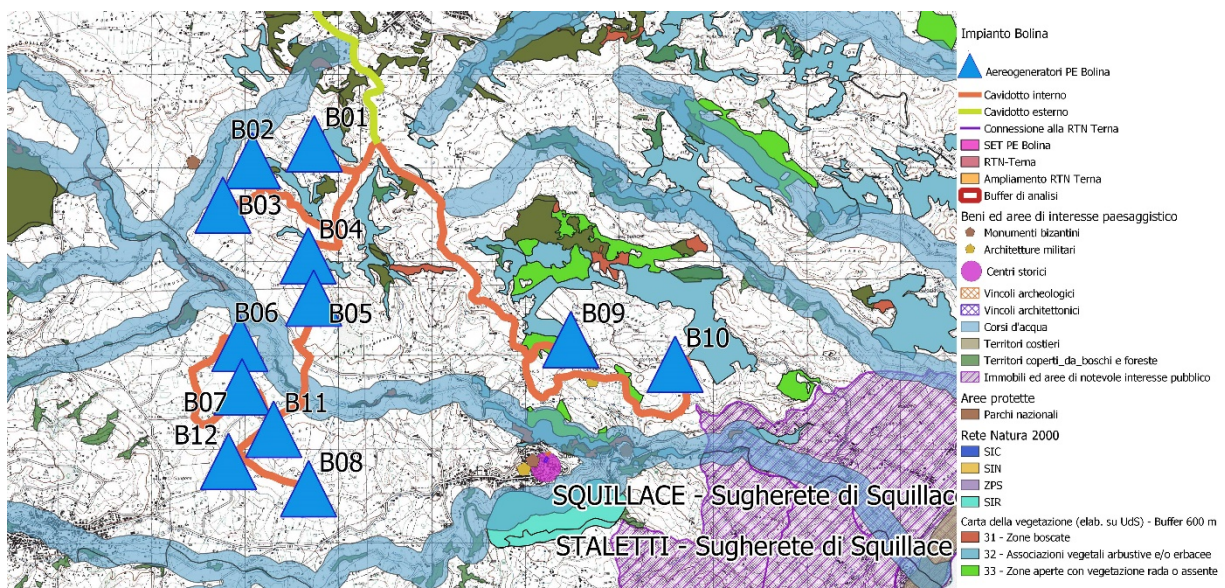 B01
B02
B03
B04
B05
B06
B09
B10
B07
B11
B12
B08
SQUILLACE - Sugherete di Squillac
STALETTI - Sugherete di Squillace
Impianto Bolina
Aereogeneratori PE Bolina
Cavidotto interno
Cavidotto esterno
Connessione alla RTN Terna
SET PE Bolina
RTN-Terna
Ampliamento RTN Terna
Buffer di analisi
Beni ed aree di interesse paesaggistico
Monumenti bizantini
Architetture militari
Centri storici
Vincoli archeologici
Vincoli architettonici
Corsi d'acqua
Territori costieri
Territori coperti_da_boschi e foreste
Immobili ed aree di notevole interesse pubblico
Aree protette
Parchi nazionali
Rete Natura 2000
SIC
SIN
ZPS
SIR
Carta della vegetazione (elab. su UdS) - Buffer 600 m
31 - Zone boscate
32 - Associazioni vegetali arbustive e/o erbacee
33 - Zone aperte con vegetazione rada o assente